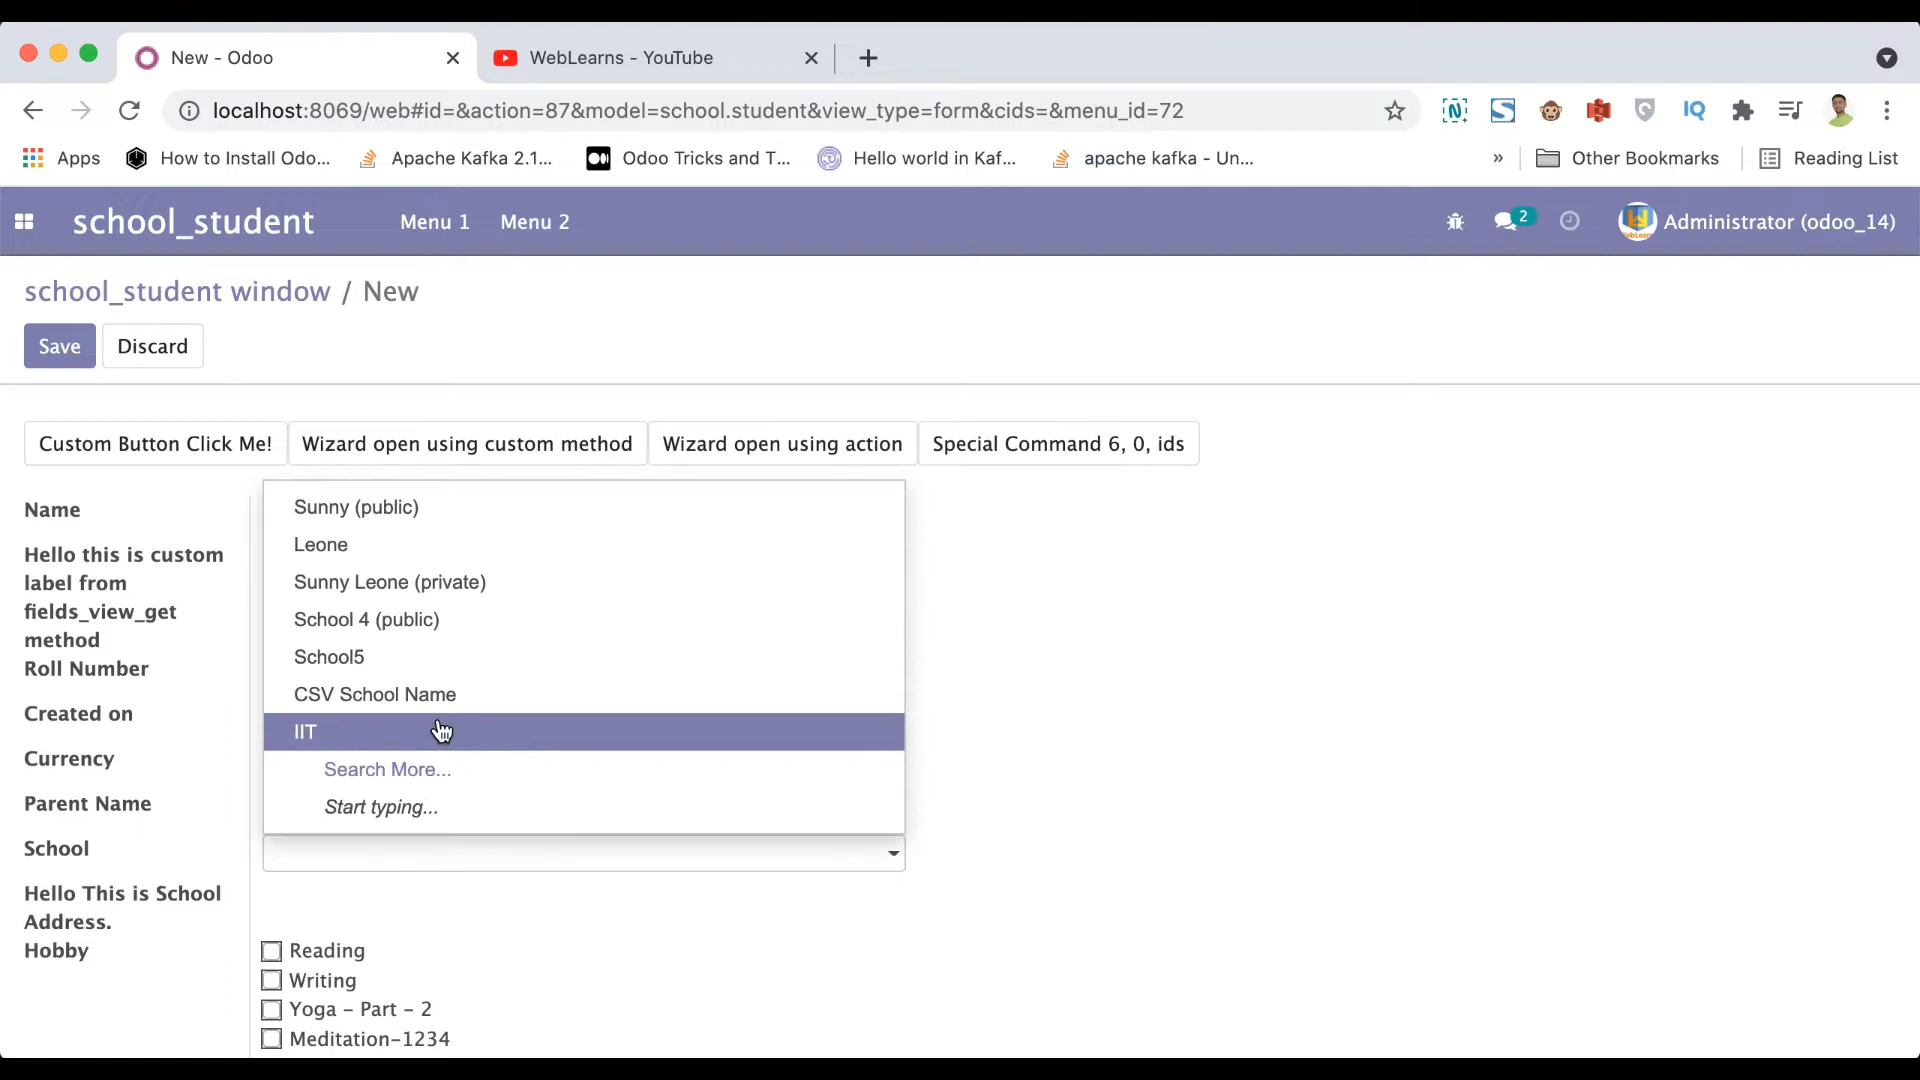 New - Odoo
WebLearns - YouTube
localhost:8069/web#id=&action=87&model=school.student&view_type=form&cids=&menu_id=72
Apps
How to Install Odo...
Apache Kafka 2.1...
Odoo Tricks and T...
Hello world in Kaf...
apache kafka - Un...
»
Other Bookmarks
Reading List
school_student
Menu 1
Menu 2
2
Administrator (odoo_14)
school_student window / New
Save
Discard
Custom Button Click Me!
Wizard open using custom method
Wizard open using action
Special Command 6, 0, ids
Name
Hello this is custom
label from
fields_view_get
method
Roll Number
Created on
Currency
Parent Name
School
Hello This is School
Address.
Hobby
Sunny (public)
Leone
Sunny Leone (private)
School 4 (public)
School5
CSV School Name
IIT
Search More...
Start typing...
Reading
Writing
Yoga - Part - 2
Meditation-1234